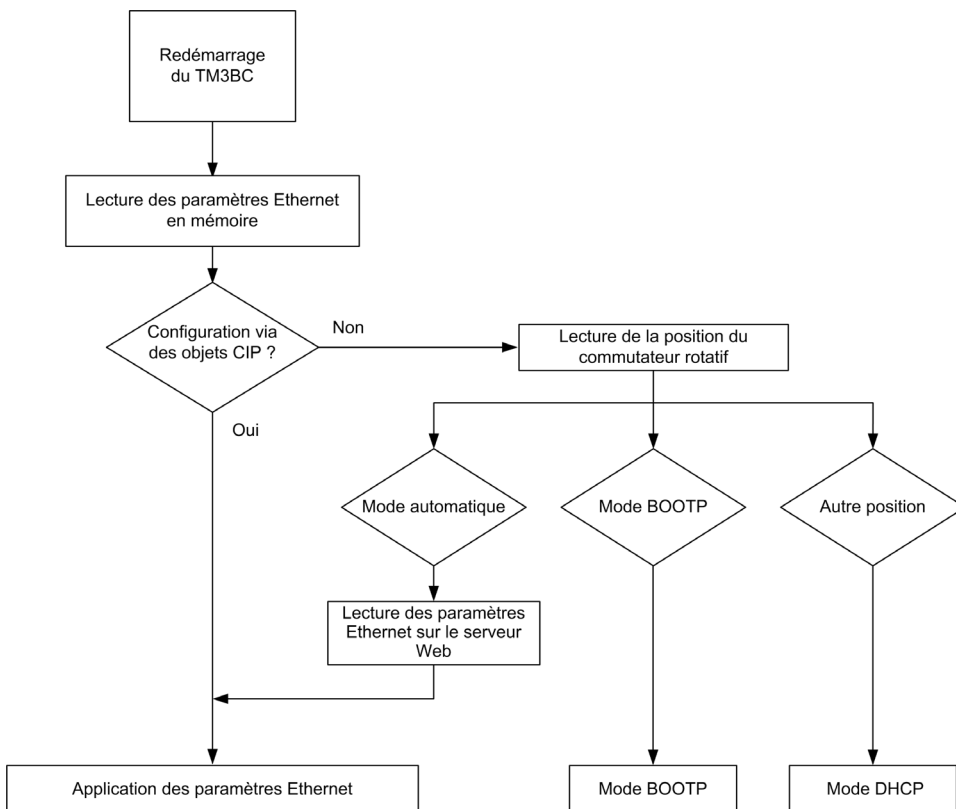 Redémarrage
du TM3BC
Lecture des paramètres Ethernet
en mémoire
Configuration via
des objets CIP ?
Non
Oui
Lecture de la position du
commutateur rotatif
Mode automatique
Mode BOOTP
Autre position
Lecture des paramètres
Ethernet sur le serveur
Web
Application des paramètres Ethernet
Mode BOOTP
Mode DHCP